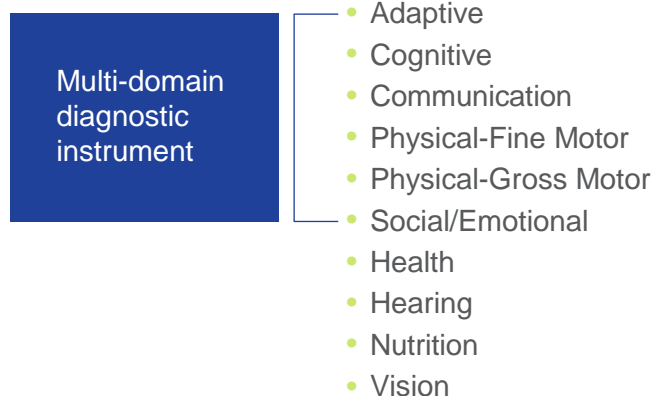 Multi-domain
diagnostic
instrument
• Adaptive
• Cognitive
• Communication
• Physical-Fine Motor
• Physical-Gross Motor
• Social/Emotional
• Health
• Hearing
• Nutrition
• Vision